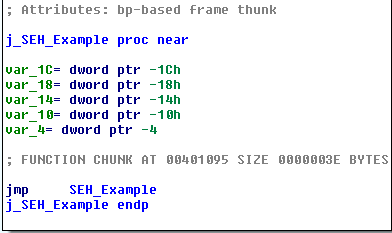 ; Attributes: bp-based frame thunk
j_SEH_Example proc near
var_1C= dword ptr -1Ch
var_18= dword ptr -18h
var_14= dword ptr -14h
var_10= dword ptr -10h
var_4= dword ptr -4
; FUNCTION CHUNK AT 00401095 SIZE 0000003E BYTES
jmp     SEH_Example
j_SEH_Example endp